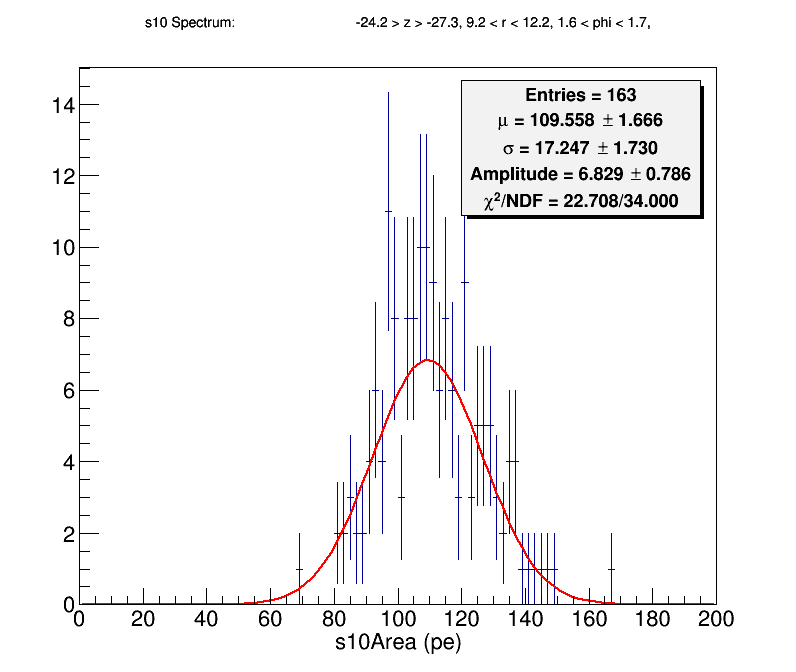 s10 Spectrum: -24.2 > z > -27.3, 9.2 < r < 12.2, 1.6 < phi < 1.7,
Entries = 163
μ = 109.558 ± 1.666
σ = 17.247 ± 1.730
Amplitude = 6.829 ± 0.786
χ²/NDF = 22.708/34.000
14
12
10
8
6
4
2
0
0 20 40 60 80 100 120 140 160 180 200
s10Area (pe)